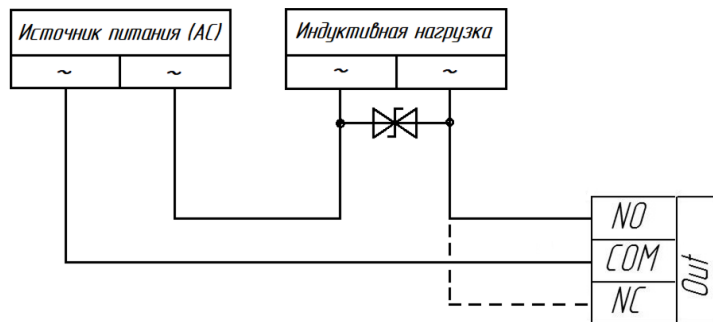 Источник питания (AC)
Индуктивная нагрузка
~ ~
~ ~
NO
COM
NC
Out